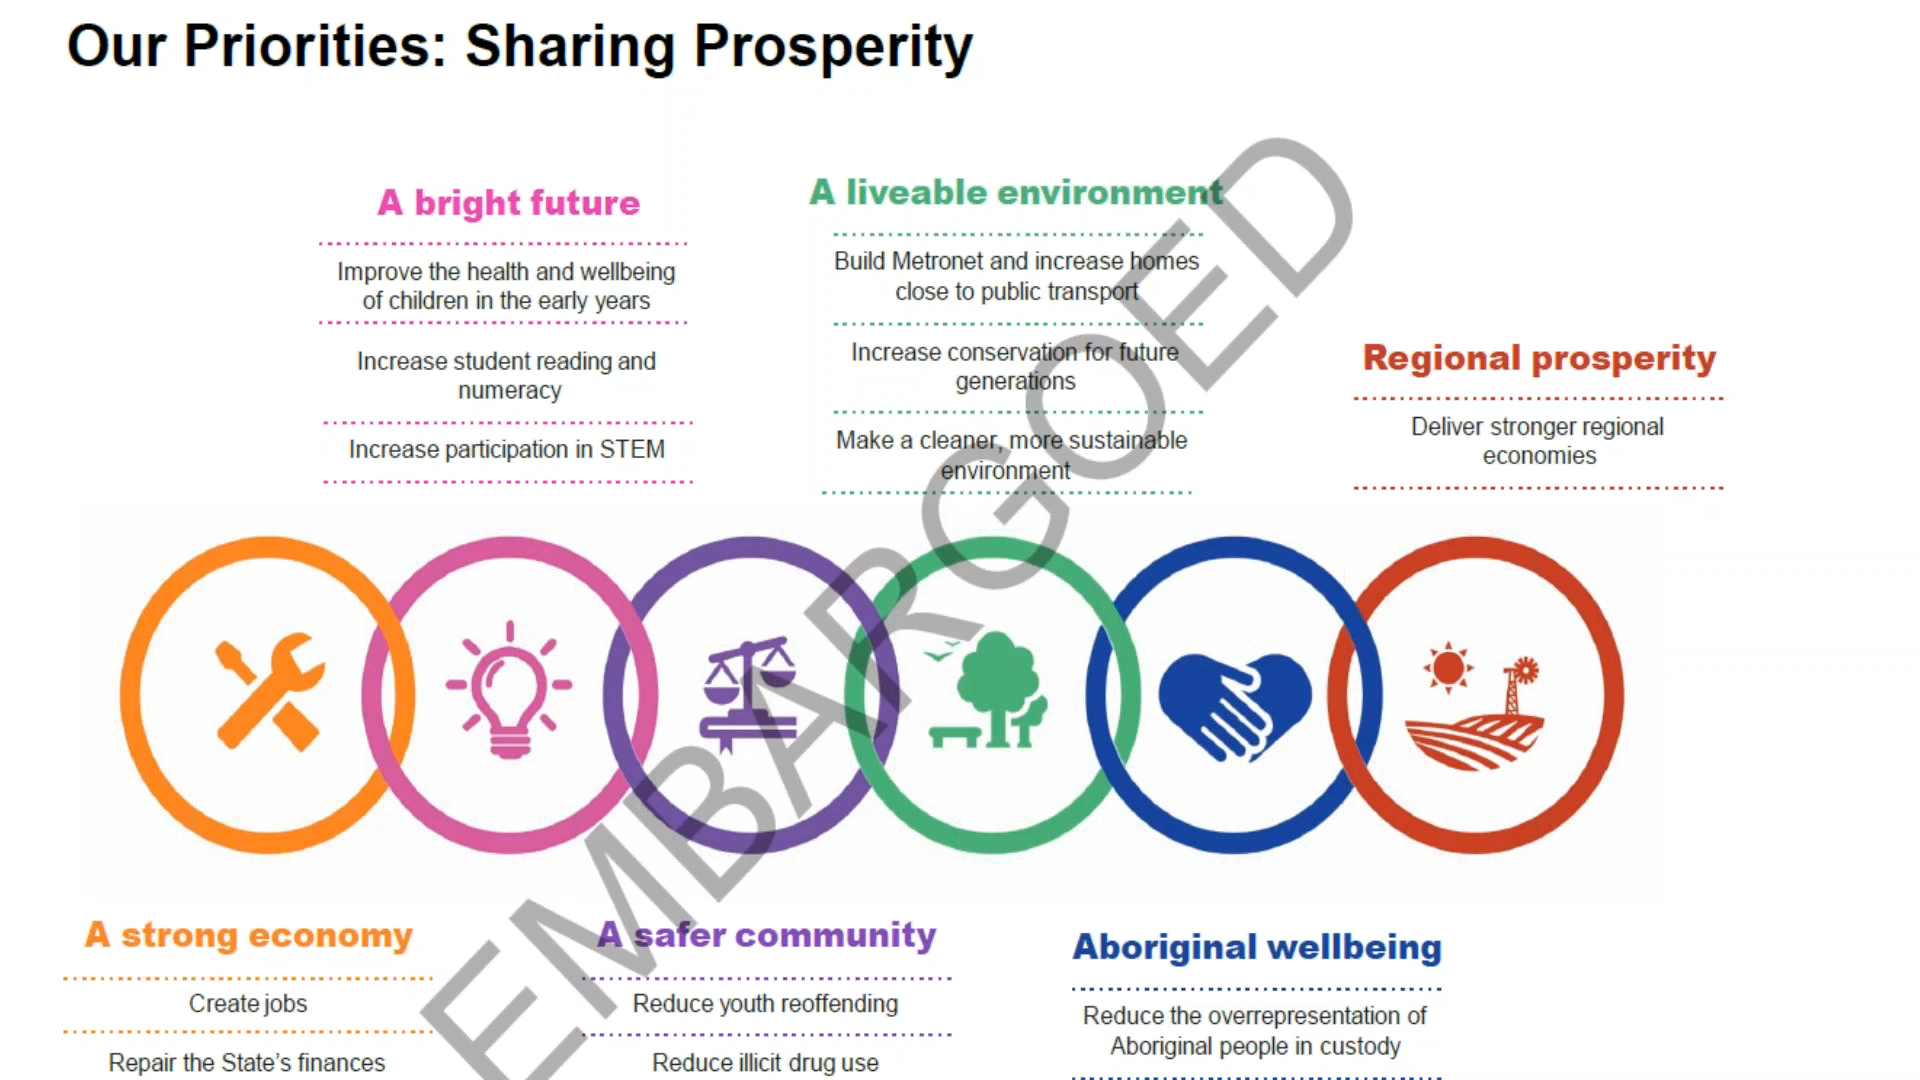 Our Priorities: Sharing Prosperity
A bright future
Improve the health and wellbeing
of children in the early years
Increase student reading and
numeracy
Increase participation in STEM
A liveable environment
Build Metronet and increase homes
close to public transport
Increase conservation for future
generations
Make a cleaner, more sustainable
environment
Regional prosperity
Deliver stronger regional
economies
EMBARGOED
A strong economy
Create jobs
Repair the State's finances
A safer community
Reduce youth reoffending
Reduce illicit drug use
Aboriginal wellbeing
Reduce the overrepresentation of
Aboriginal people in custody